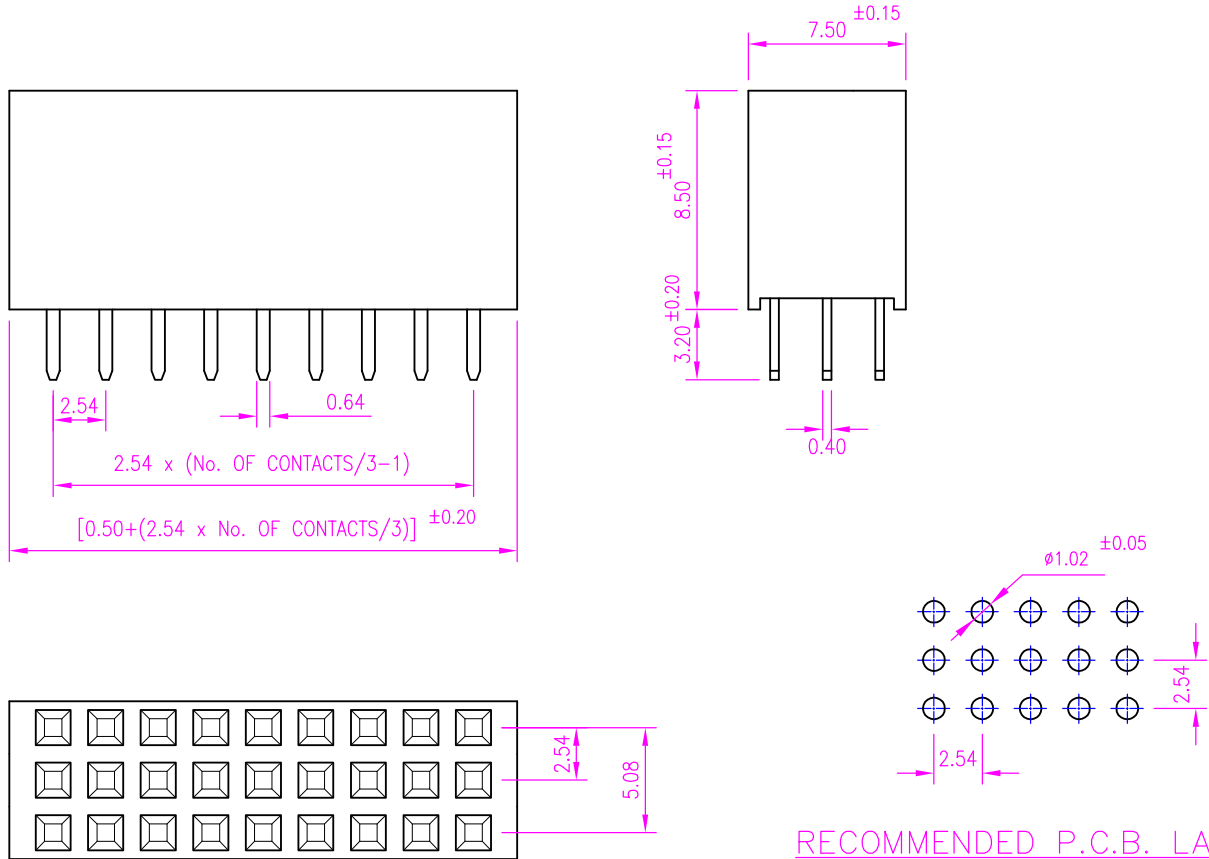 7.50 ±0.15
8.50 ±0.15
3.20 ±0.20
2.54
0.64
0.40
2.54 x (No. OF CONTACTS/3-1)
[0.50+(2.54 x No. OF CONTACTS/3)] ±0.20
ø1.02 ±0.05
2.54
5.08
2.54
2.54
RECOMMENDED P.C.B. LA